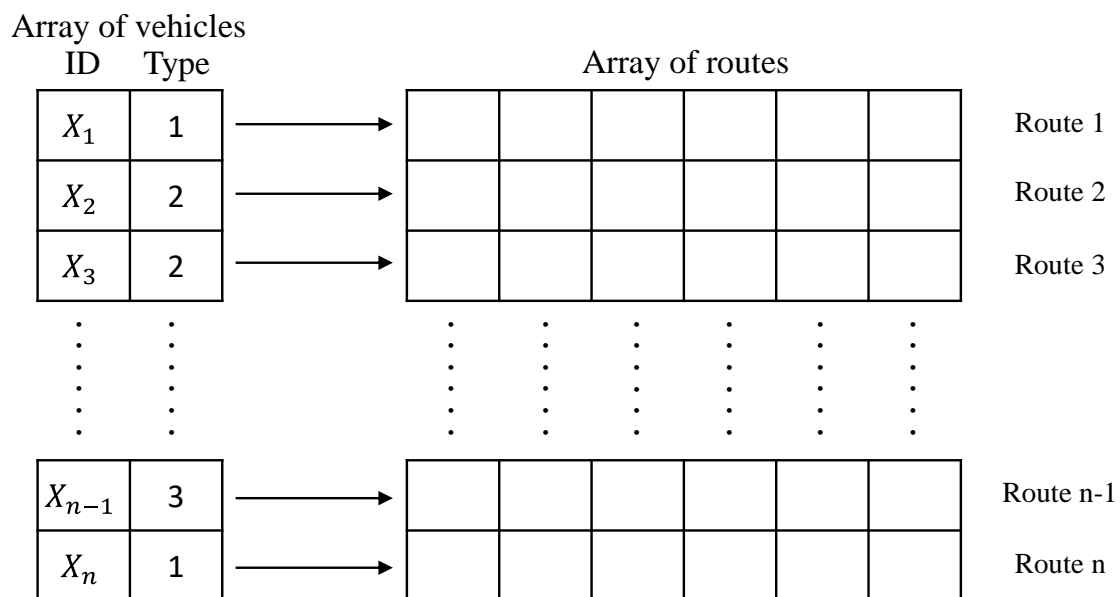 Array of vehicles
ID Type Array of routes
X₁ 1 Route 1
X₂ 2 Route 2
X₃ 2 Route 3
Xₙ₋₁ 3 Route n-1
Xₙ 1 Route n